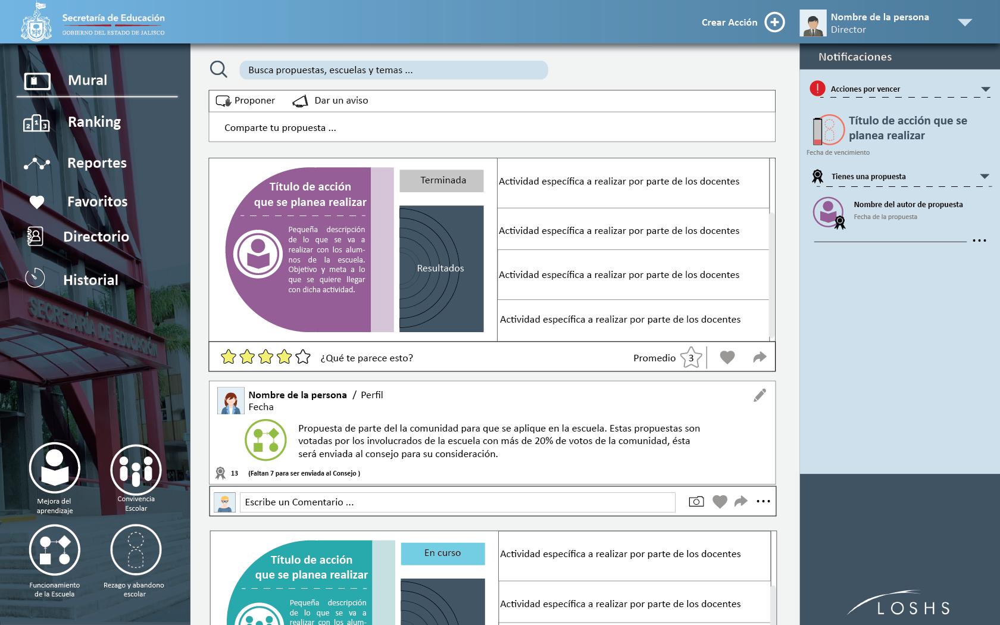 Secretaría de Educación
GOBIERNO DEL ESTADO DE JALISCO
Crear Acción
Nombre de la persona
Director
Mural
Ranking
Reportes
Favoritos
Directorio
Historial
SECRETARÍA DE EDUCACIÓN
Mejora del
aprendizaje
Convivencia
Escolar
Funcionamiento
de la Escuela
Rezago y abandono
escolar
Busca propuestas, escuelas y temas ...
Proponer
Dar un aviso
Comparte tu propuesta ...
Título de acción
que se planea realizar
Pequeña descripción
de lo que se va a
realizar con los alum-
nos de la escuela.
Objetivo y meta a lo
que se quiere llegar
con dicha actividad.
Terminada
Resultados
Actividad específica a realizar por parte de los docentes
Actividad específica a realizar por parte de los docentes
Actividad específica a realizar por parte de los docentes
Actividad específica a realizar por parte de los docentes
¿Qué te parece esto?
Promedio 3
Nombre de la persona / Perfil
Fecha
Propuesta de parte del la comunidad para que se aplique en la escuela. Estas propuestas son
votadas por los involucrados de la escuela con más de 20% de votos de la comunidad, ésta
será enviada al consejo para su consideración.
13 (Faltan 7 para ser enviada al Consejo )
Escribe un Comentario ...
Título de acción
que se planea realizar
Pequeña descripción
de lo que se va a
realizar con los alum-
En curso
Actividad específica a realizar por parte de los docentes
Actividad específica a realizar por parte de los docentes
Notificaciones
Acciones por vencer
Título de acción que se
planea realizar
Fecha de vencimiento
Tienes una propuesta
Nombre del autor de propuesta
Fecha de la propuesta
LOSHS